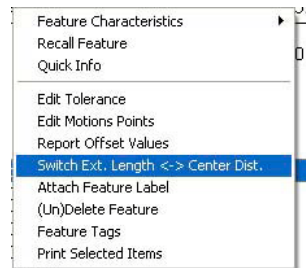 Feature Characteristics
Recall Feature
Quick Info
Edit Tolerance
Edit Motions Points
Report Offset Values
Switch Ext. Length <-> Center Dist.
Attach Feature Label
(Un)Delete Feature
Feature Tags
Print Selected Items